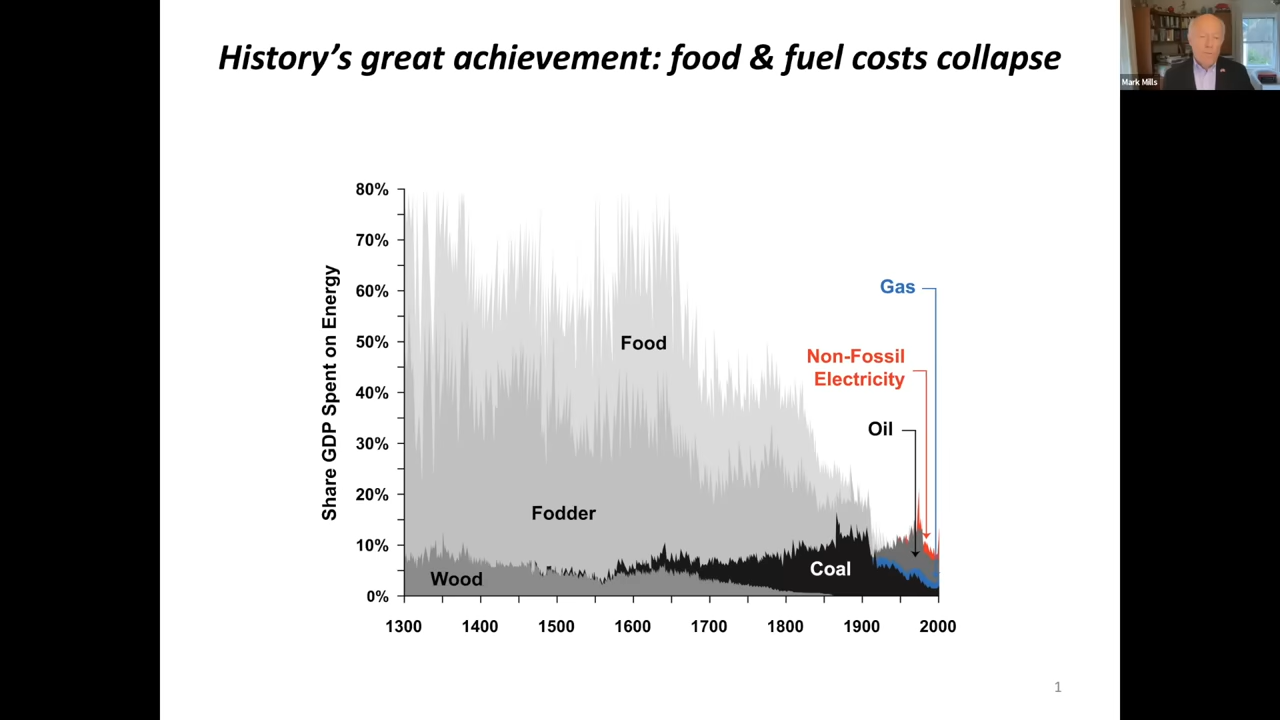 History's great achievement: food & fuel costs collapse
Mark Mills
80%
70%
60%
50%
40%
30%
20%
10%
0%
Share GDP Spent on Energy
Food
Fodder
Wood
Coal
Gas
Non-Fossil
Electricity
Oil
1300 1400 1500 1600 1700 1800 1900 2000
1